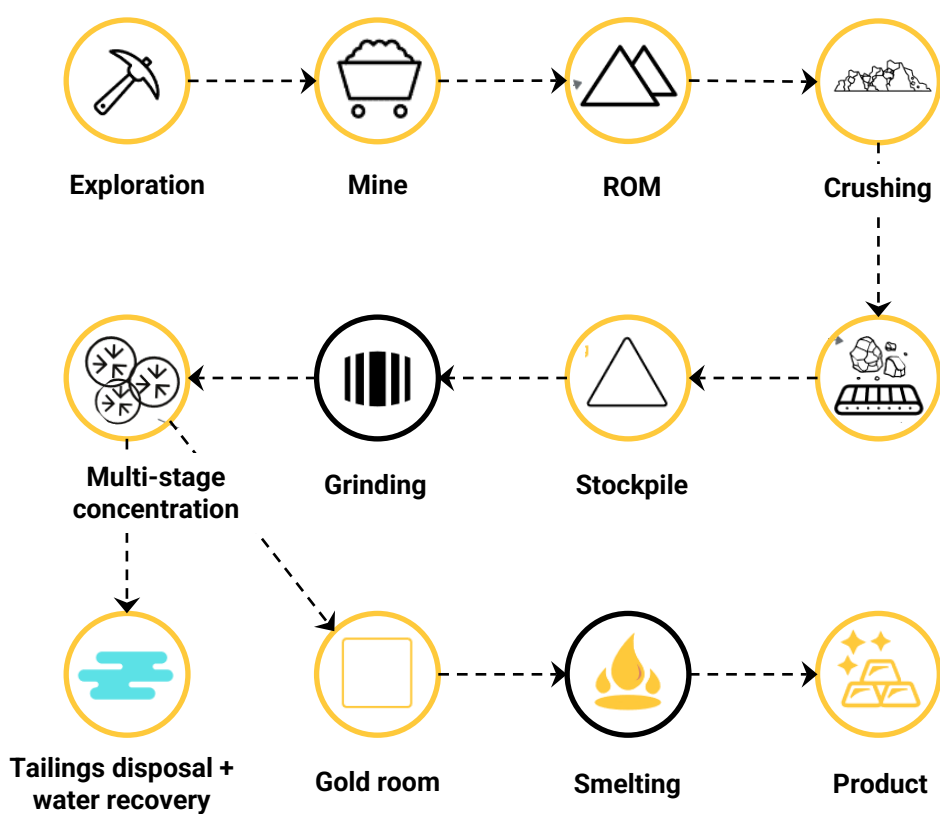 Exploration
Mine
ROM
Crushing
Multi-stage
concentration
Grinding
Stockpile
Tailings disposal +
water recovery
Gold room
Smelting
Product